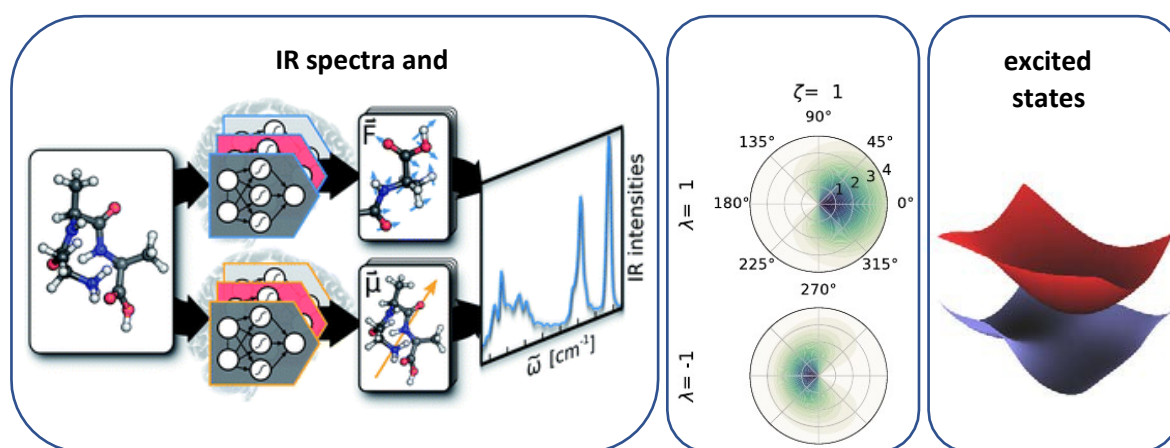 IR spectra and
F
μ
IR intensities
ω̃ [cm⁻¹]
ζ= 1
90°
135° 45°
180° 1 2 3 4 0°
225° 315°
270°
λ= 1
λ= -1
excited
states